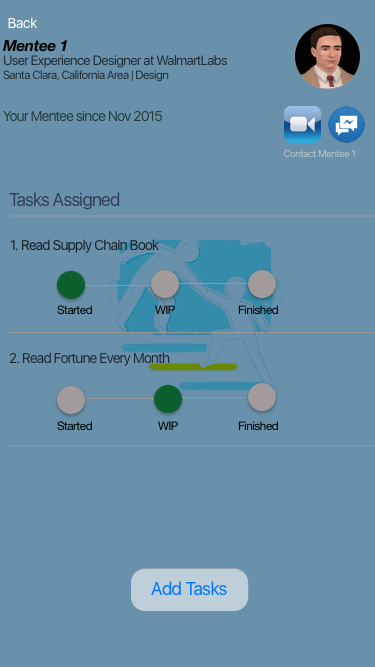 Back
Mentee 1
User Experience Designer at WalmartLabs
Santa Clara, California Area | Design
Your Mentee since Nov 2015
Contact Mentee 1
Tasks Assigned
1. Read Supply Chain Book
Started WIP Finished
2. Read Fortune Every Month
Started WIP Finished
Add Tasks